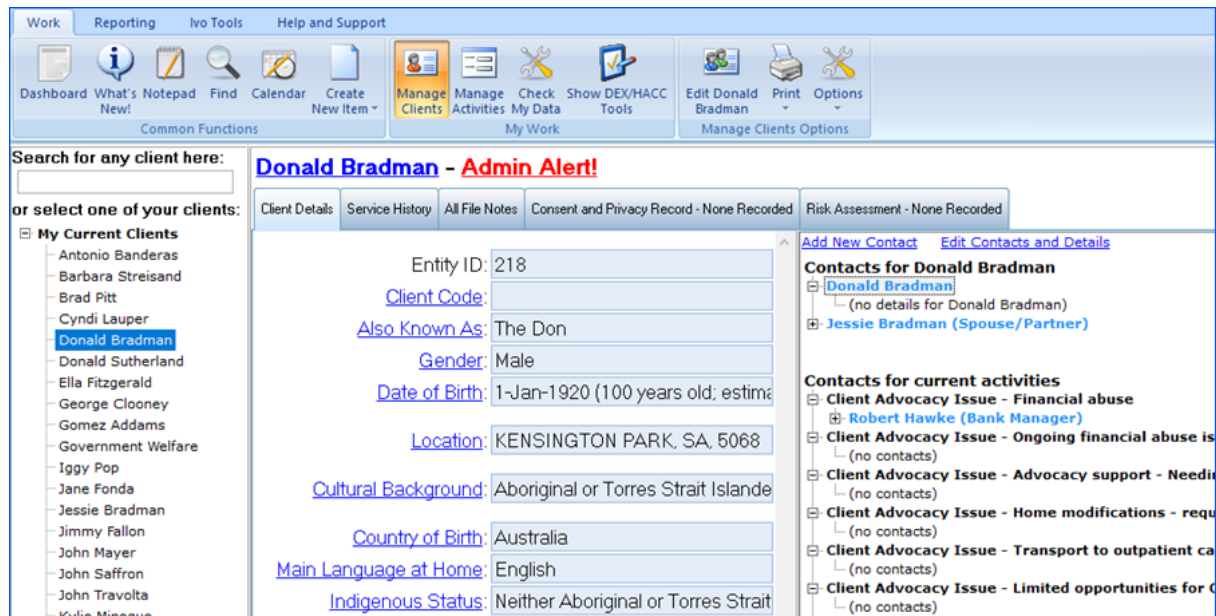 Work Reporting Ivo Tools Help and Support
Dashboard What's New! Notepad Find Calendar Create New Item
Manage Clients Manage Activities Check My Data Show DEX/HACC Tools
Edit Donald Bradman Print Options
Common Functions My Work Manage Clients Options
Search for any client here:
or select one of your clients:
My Current Clients
Antonio Banderas
Barbara Streisand
Brad Pitt
Cyndi Lauper
Donald Bradman
Donald Sutherland
Ella Fitzgerald
George Clooney
Gomez Addams
Government Welfare
Iggy Pop
Jane Fonda
Jessie Bradman
Jimmy Fallon
John Mayer
John Saffron
John Travolta
Kylie Minogue
Donald Bradman - Admin Alert!
Client Details Service History All File Notes Consent and Privacy Record - None Recorded Risk Assessment - None Recorded
Entity ID: 218
Client Code:
Also Known As: The Don
Gender: Male
Date of Birth: 1-Jan-1920 (100 years old; estima
Location: KENSINGTON PARK, SA, 5068
Cultural Background: Aboriginal or Torres Strait Islande
Country of Birth: Australia
Main Language at Home: English
Indigenous Status: Neither Aboriginal or Torres Strait
Add New Contact Edit Contacts and Details
Contacts for Donald Bradman
Donald Bradman
(no details for Donald Bradman)
Jessie Bradman (Spouse/Partner)
Contacts for current activities
Client Advocacy Issue - Financial abuse
Robert Hawke (Bank Manager)
Client Advocacy Issue - Ongoing financial abuse is
(no contacts)
Client Advocacy Issue - Advocacy support - Needin
(no contacts)
Client Advocacy Issue - Home modifications - requ
(no contacts)
Client Advocacy Issue - Transport to outpatient ca
(no contacts)
Client Advocacy Issue - Limited opportunities for
(no contacts)